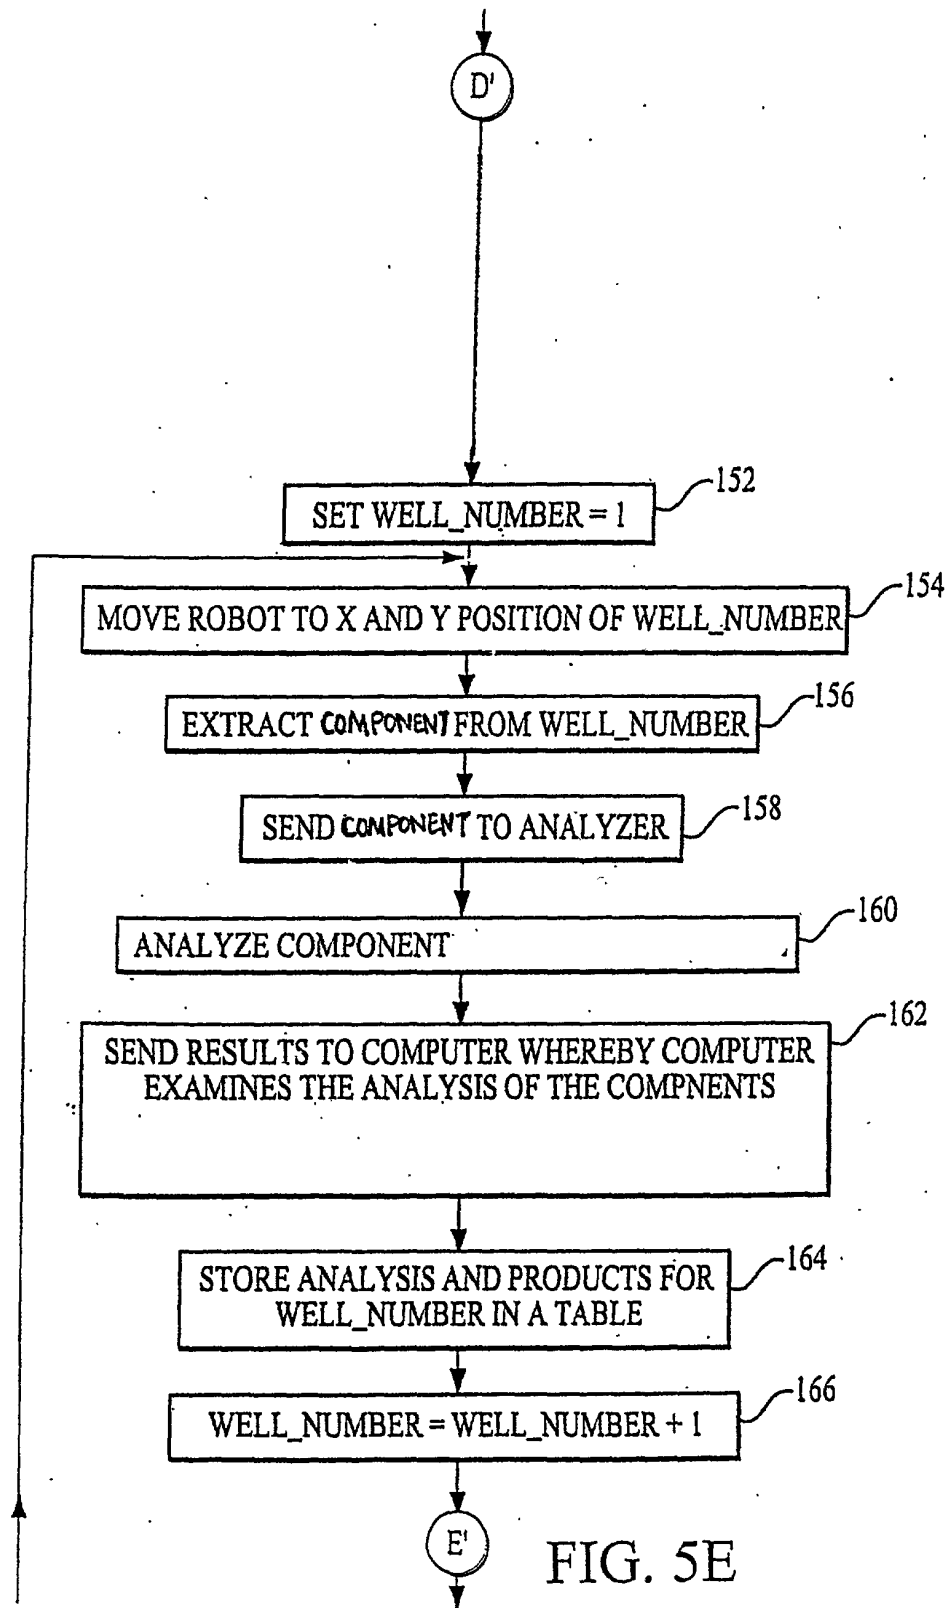 D'
152
SET WELL_NUMBER = 1
154
MOVE ROBOT TO X AND Y POSITION OF WELL_NUMBER
156
EXTRACT COMPONENT FROM WELL_NUMBER
158
SEND COMPONENT TO ANALYZER
160
ANALYZE COMPONENT
162
SEND RESULTS TO COMPUTER WHEREBY COMPUTER
EXAMINES THE ANALYSIS OF THE COMPNENTS
164
STORE ANALYSIS AND PRODUCTS FOR
WELL_NUMBER IN A TABLE
166
WELL_NUMBER = WELL_NUMBER + 1
E'
FIG. 5E